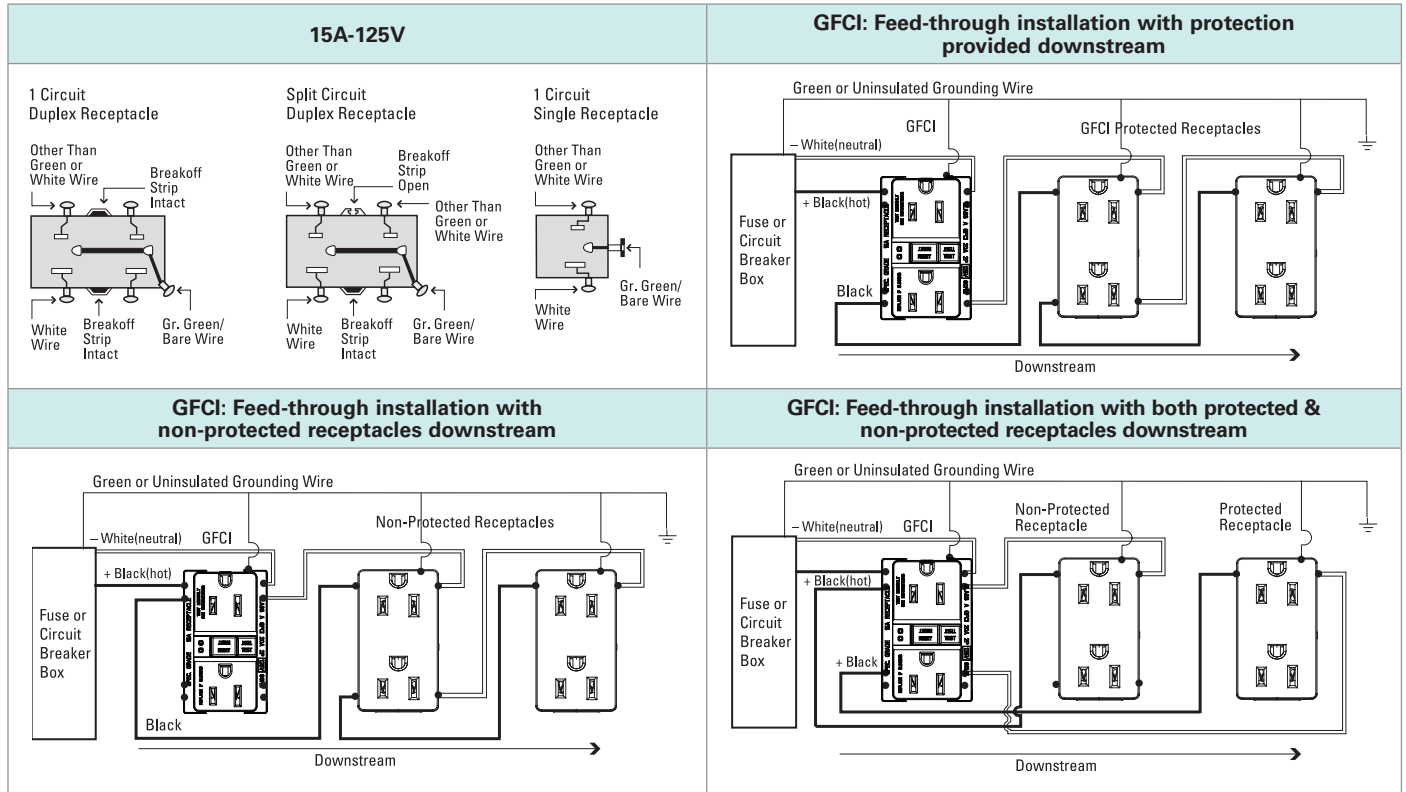 15A-125V
1 Circuit
Duplex Receptacle
Other Than
Green or
White Wire
Breakoff
Strip
Intact
White
Wire
Breakoff
Strip
Intact
Gr. Green/
Bare Wire
Split Circuit
Duplex Receptacle
Other Than
Green or
White Wire
Breakoff
Strip
Open
Other Than
Green or
White Wire
White
Wire
Breakoff
Strip
Intact
Gr. Green/
Bare Wire
1 Circuit
Single Receptacle
Other Than
Green or
White Wire
Gr. Green/
Bare Wire
White
Wire
GFCI: Feed-through installation with protection
provided downstream
Green or Uninsulated Grounding Wire
GFCI
GFCI Protected Receptacles
– White(neutral)
+ Black(hot)
Fuse or
Circuit
Breaker
Box
Black
Downstream
GFCI: Feed-through installation with
non-protected receptacles downstream
Green or Uninsulated Grounding Wire
Non-Protected Receptacles
– White(neutral)
GFCI
+ Black(hot)
Fuse or
Circuit
Breaker
Box
Black
Downstream
GFCI: Feed-through installation with both protected &
non-protected receptacles downstream
Green or Uninsulated Grounding Wire
– White(neutral)
GFCI
Non-Protected
Receptacle
Protected
Receptacle
+ Black(hot)
Fuse or
Circuit
Breaker
Box
+ Black
Downstream